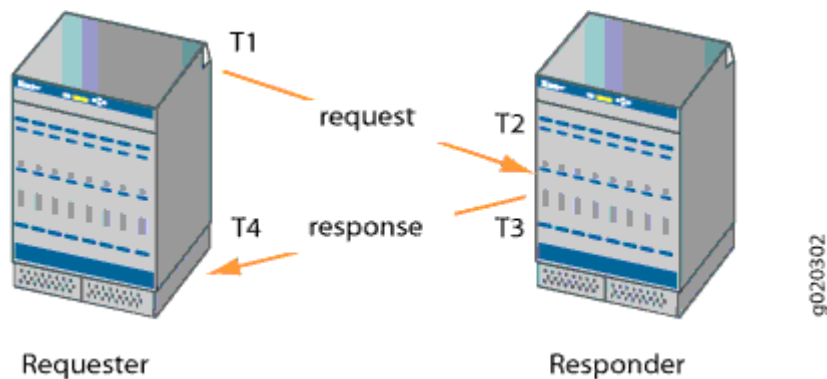 T1
request
T2
T4
response
T3
g020302
Requester
Responder